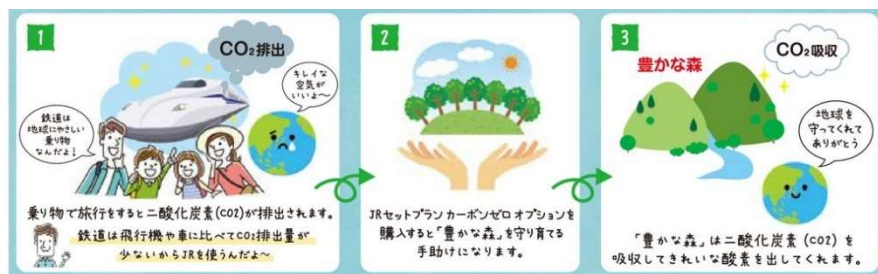 1
CO2排出
キレイな
空気が
いいよ～
鉄道は
地球にやさしい
乗り物
なんだよ！
乗り物で旅行をすると二酸化炭素(CO2)が排出されます。
鉄道は飛行機や車に比べてCO2排出量が
少ないからJRを使うんだよ～
2
JRセットプラン カーボンゼロ オプションを
購入すると「豊かな森」を守り育てる
手助けになります。
3
豊かな森
CO2吸収
地球を
守ってくれて
ありがとう
「豊かな森」は二酸化炭素(CO2)を
吸収してきれいな酸素を出してくれます。